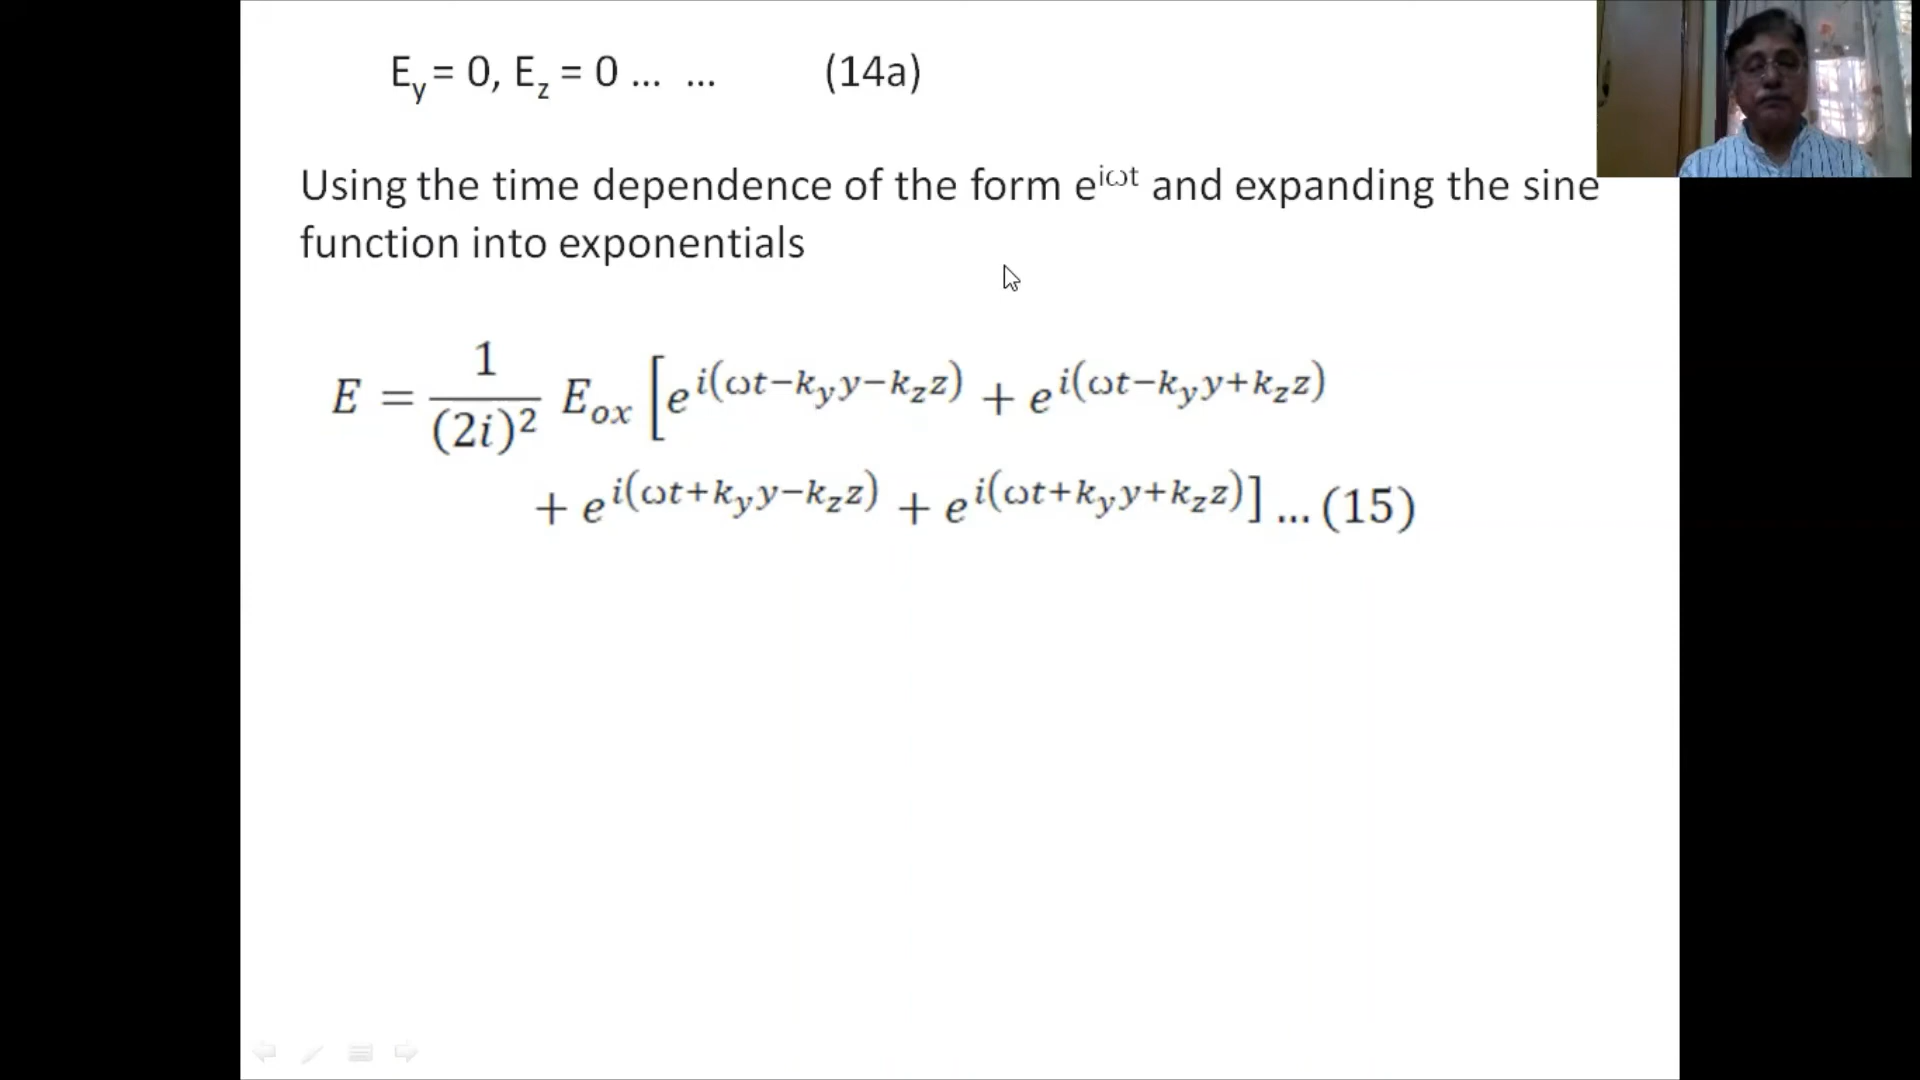 E_y = 0, E_z = 0 … … (14a)
Using the time dependence of the form e^{iωt} and expanding the sine
function into exponentials
E = \frac{1}{(2i)^2} E_{ox} [e^{i(ωt−k_y y−k_z z)} + e^{i(ωt−k_y y+k_z z)}
+ e^{i(ωt+k_y y−k_z z)} + e^{i(ωt+k_y y+k_z z)}] … (15)